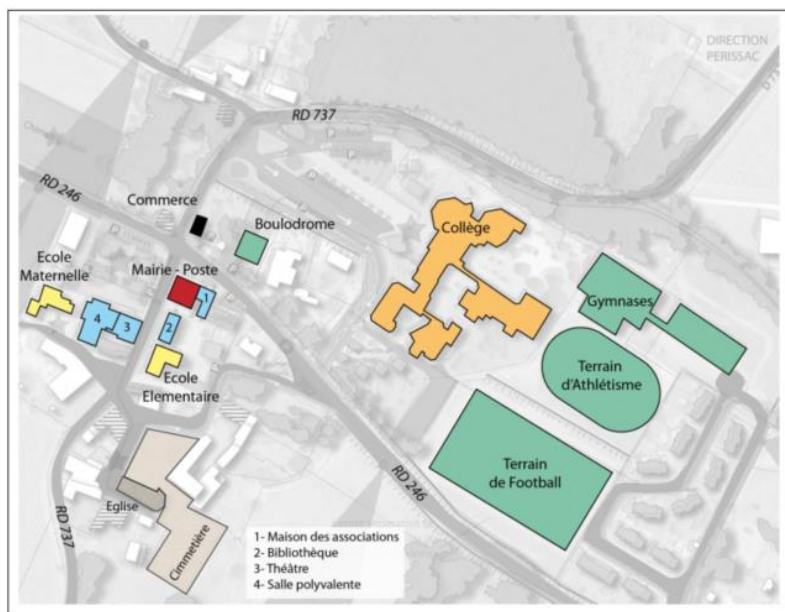 DIRECTION
PERISSAC
RD 737
RD 246
Commerce
Boulodrome
Collège
Ecole
Maternelle
Mairie - Poste
1
Gymnases
4
3
2
Terrain
d'Athlétisme
Ecole
Elementaire
Terrain
de Football
RD 246
Eglise
Cimmetière
RD 737
1- Maison des associations
2- Bibliothèque
3- Théâtre
4- Salle polyvalente